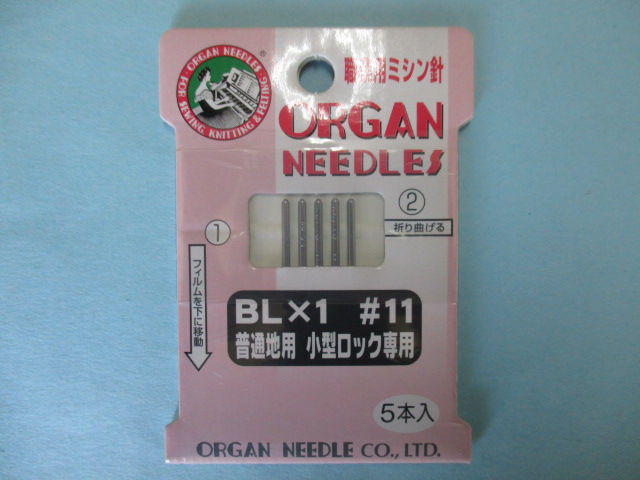 ORGAN NEEDLES
FOR SEWING, KNITTING & FELTING
®
職業用ミシン針
ORGAN
NEEDLES
①
②
折り曲げる
フィルムを下に移動
BL×1 #11
普通地用 小型ロック専用
5本入
ORGAN NEEDLE CO., LTD.